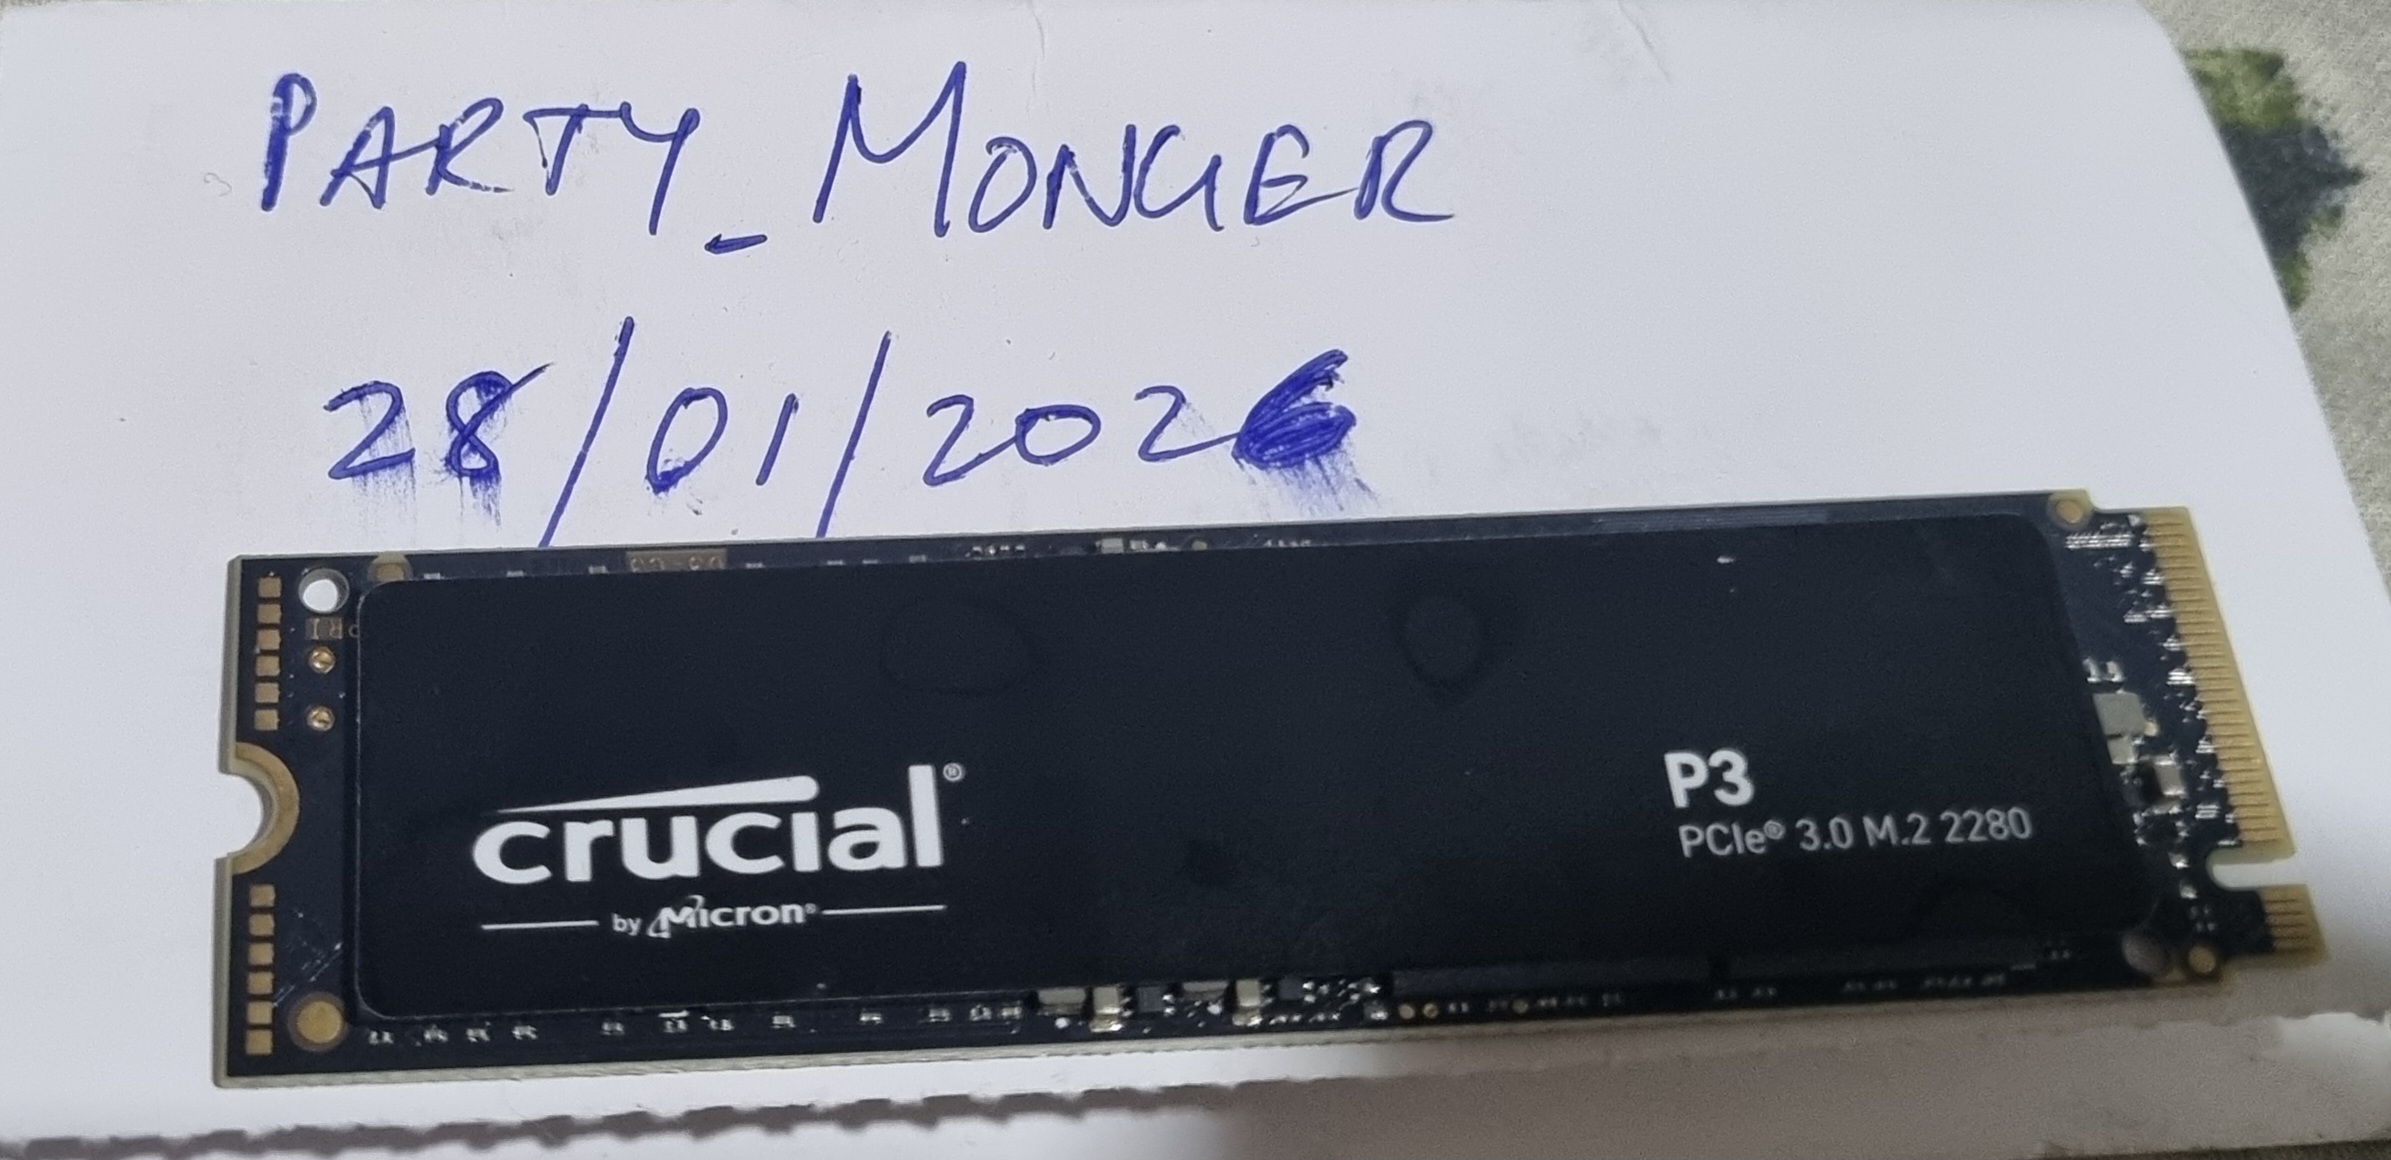 PARTY_MONGER
28/01/2026
crucial®
by Micron®
P3
PCIe® 3.0 M.2 2280